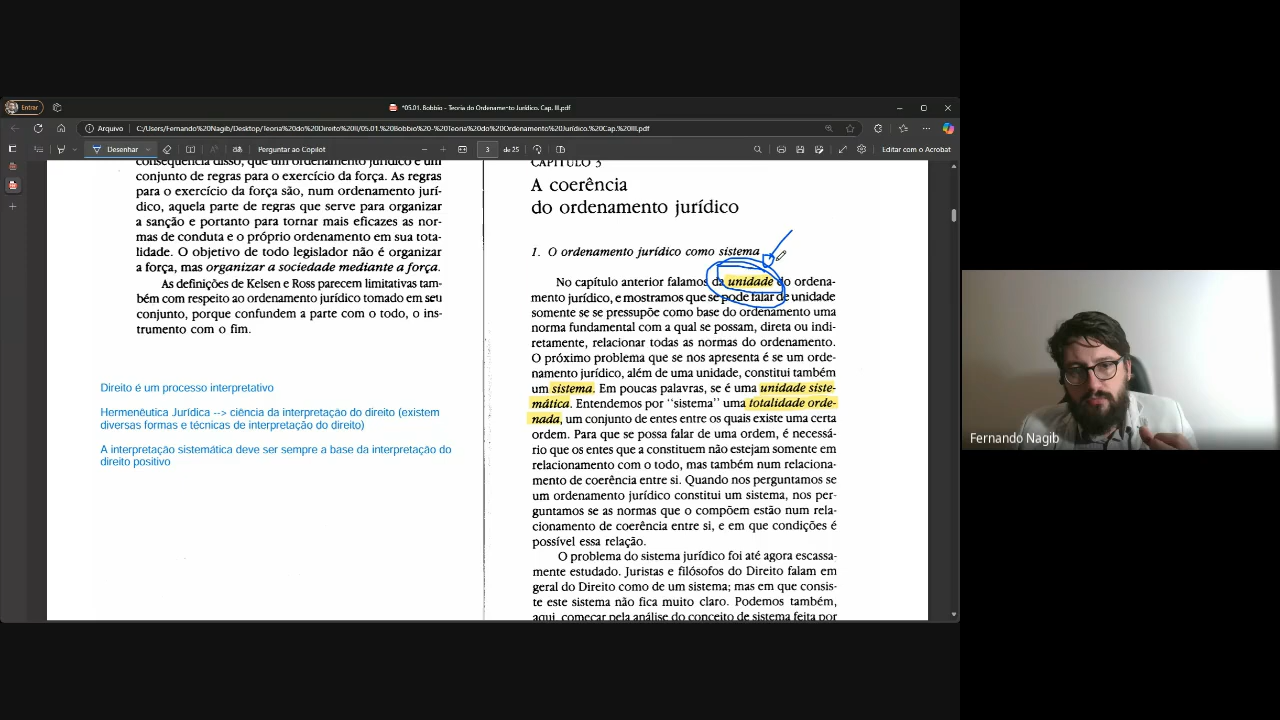 Entrar
*05.01. Bobbio - Teoria do Ordenamento Jurídico. Cap. III.pdf
Arquivo
C:/Users/Fernando%20Nagib/Desktop/Teoria%20do%20Direito%20II/05.01.%20Bobbio%20-%20Teoria%20do%20Ordenamento%20Jurídico.%20Cap.%20III.pdf
Desenhar
Perguntar ao Copilot
3
de 25
Editar com o Acrobat
consequência disso, que um ordenamento jurídico é um
conjunto de regras para o exercício da força. As regras
para o exercício da força são, num ordenamento jurí-
dico, aquela parte de regras que serve para organizar
a sanção e portanto para tornar mais eficazes as nor-
mas de conduta e o próprio ordenamento em sua tota-
lidade. O objetivo de todo legislador não é organizar
a força, mas organizar a sociedade mediante a força.
As definições de Kelsen e Ross parecem limitativas tam-
bém com respeito ao ordenamento jurídico tomado em seu
conjunto, porque confundem a parte com o todo, o ins-
trumento com o fim.
Direito é um processo interpretativo
Hermenêutica Jurídica --> ciência da interpretação do direito (existem
diversas formas e técnicas de interpretação do direito)
A interpretação sistemática deve ser sempre a base da interpretação do
direito positivo
CAPÍTULO 3
A coerência
do ordenamento jurídico
1. O ordenamento jurídico como sistema
No capítulo anterior falamos da unidade do ordena-
mento jurídico, e mostramos que se pode falar de unidade
somente se se pressupõe como base do ordenamento uma
norma fundamental com a qual se possam, direta ou indi-
retamente, relacionar todas as normas do ordenamento.
O próximo problema que se nos apresenta é se um orde-
namento jurídico, além de uma unidade, constitui também
um sistema. Em poucas palavras, se é uma unidade siste-
mática. Entendemos por "sistema" uma totalidade orde-
nada, um conjunto de entes entre os quais existe uma certa
ordem. Para que se possa falar de uma ordem, é necessá-
rio que os entes que a constituem não estejam somente em
relacionamento com o todo, mas também num relaciona-
mento de coerência entre si. Quando nos perguntamos se
um ordenamento jurídico constitui um sistema, nos per-
guntamos se as normas que o compõem estão num rela-
cionamento de coerência entre si, e em que condições é
possível essa relação.
O problema do sistema jurídico foi até agora escassa-
mente estudado. Juristas e filósofos do Direito falam em
geral do Direito como de um sistema; mas em que consis-
te este sistema não fica muito claro. Podemos também,
aqui, começar pela análise do conceito de sistema feita por
Fernando Nagib